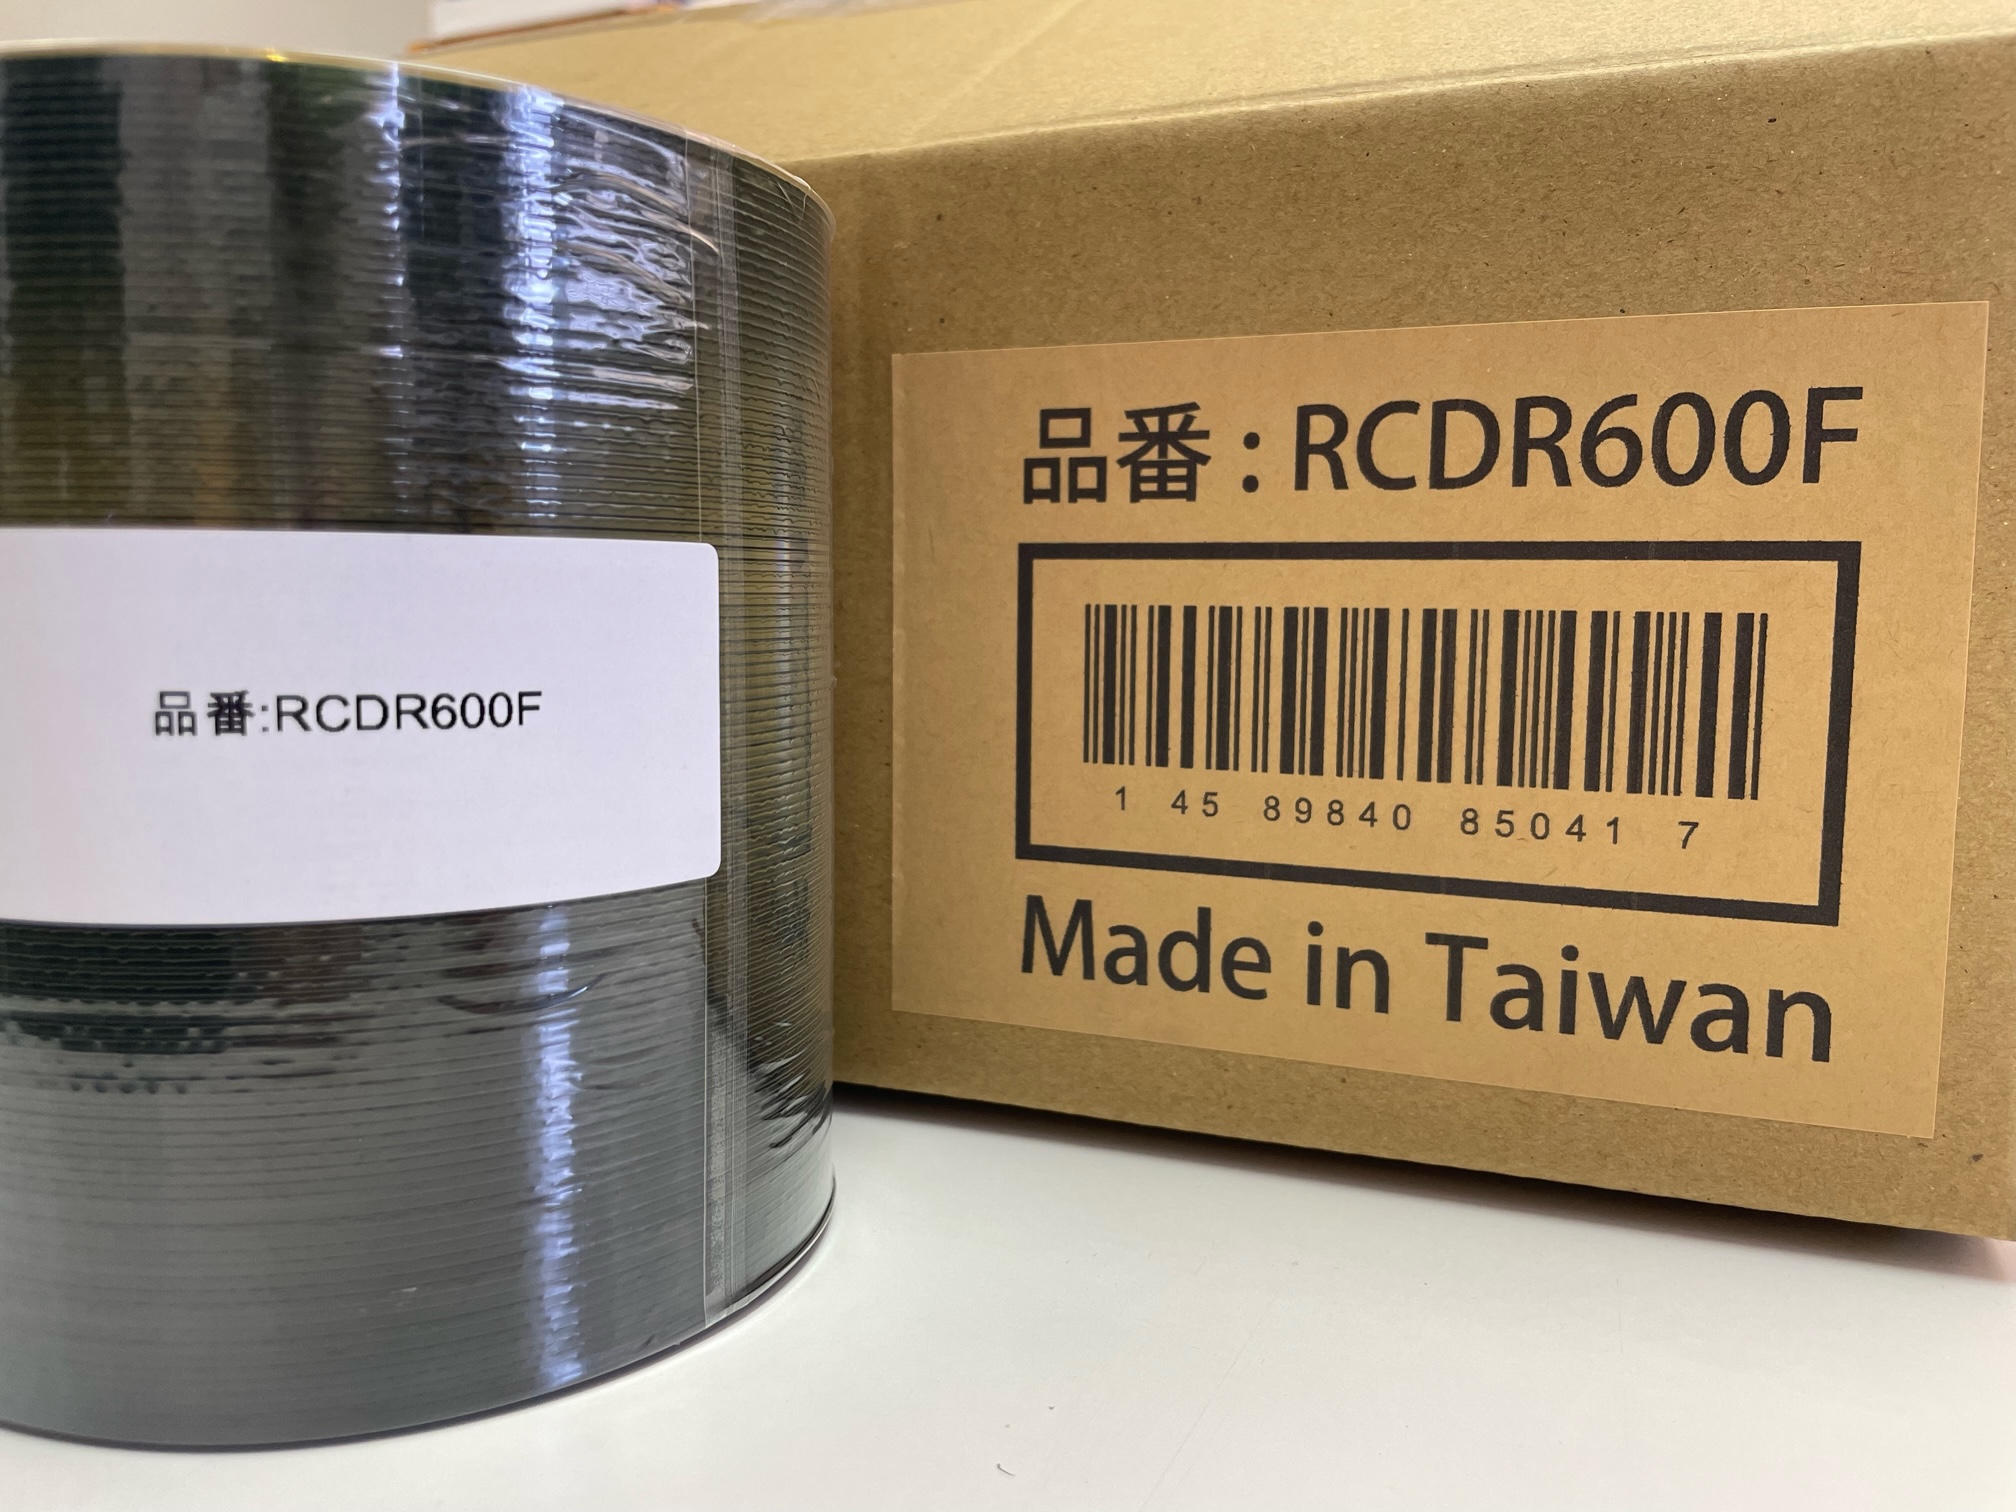 品番:RCDR600F
品番:RCDR600F
1 45 89840 85041 7
Made in Taiwan